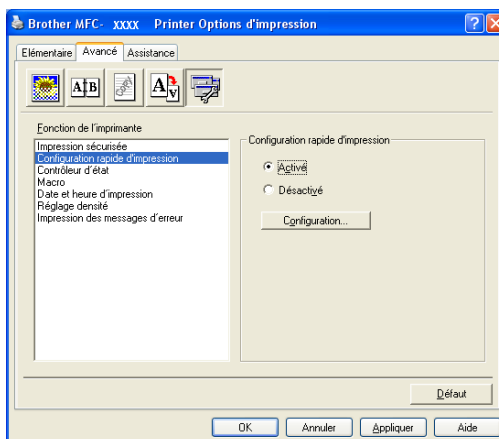 Brother MFC- XXXX Printer Options d'impression
Elémentaire Avancé Assistance
A B
A A
Fonction de l'imprimante
Impression sécurisée
Configuration rapide d'impression
Contrôleur d'état
Macro
Date et heure d'impression
Réglage densité
Impression des messages d'erreur
Configuration rapide d'impression
Activé
Désactivé
Configuration...
Défaut
OK Annuler Appliquer Aide